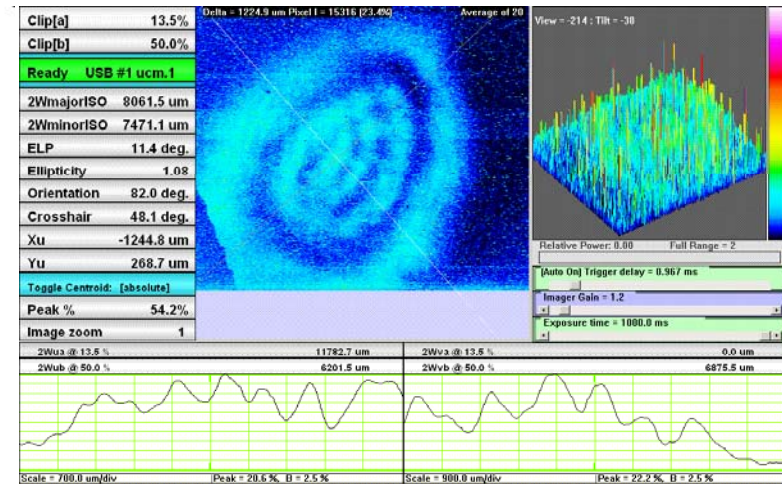 Clip[a] 13.5%
Clip[b] 50.0%
Ready USB #1 ucm.1
2WmajorISO 8061.5 um
2WminorISO 7471.1 um
ELP 11.4 deg.
Ellipticity 1.08
Orientation 82.0 deg.
Crosshair 48.1 deg.
Xu -1244.8 um
Yu 268.7 um
Toggle Centroid: [absolute]
Peak % 54.2%
Image zoom 1
Delta = 1224.9 um Pixel I = 15316 [23.4%] Average of 20
View = -214 : Tilt = -38
Relative Power: 0.00 Full Range = 2
[Auto On] Trigger delay = 0.967 ms
Imager Gain = 1.2
Exposure time = 1000.0 ms
2Wua @ 13.5 % 11782.7 um
2Wub @ 50.0 % 6201.5 um
2Wva @ 13.5 % 0.0 um
2Wvb @ 50.0 % 6875.5 um
Scale = 700.0 um/div Peak = 20.6 %, B = 2.5 %
Scale = 900.0 um/div Peak = 22.2 %, B = 2.5 %